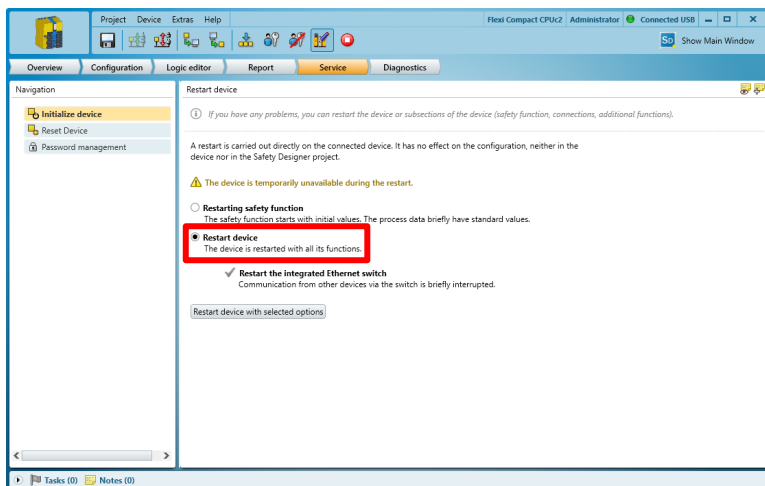 Project Device Extras Help
Flexi Compact CPUc2 Administrator Connected USB
SD Show Main Window
Overview Configuration Logic editor Report Service Diagnostics
Navigation
Initialize device
Reset Device
Password management
Restart device
If you have any problems, you can restart the device or subsections of the device (safety function, connections, additional functions).
A restart is carried out directly on the connected device. It has no effect on the configuration, neither in the
device nor in the Safety Designer project.
The device is temporarily unavailable during the restart.
Restarting safety function
The safety function starts with initial values. The process data briefly have standard values.
Restart device
The device is restarted with all its functions.
Restart the integrated Ethernet switch
Communication from other devices via the switch is briefly interrupted.
Restart device with selected options
Tasks (0) Notes (0)